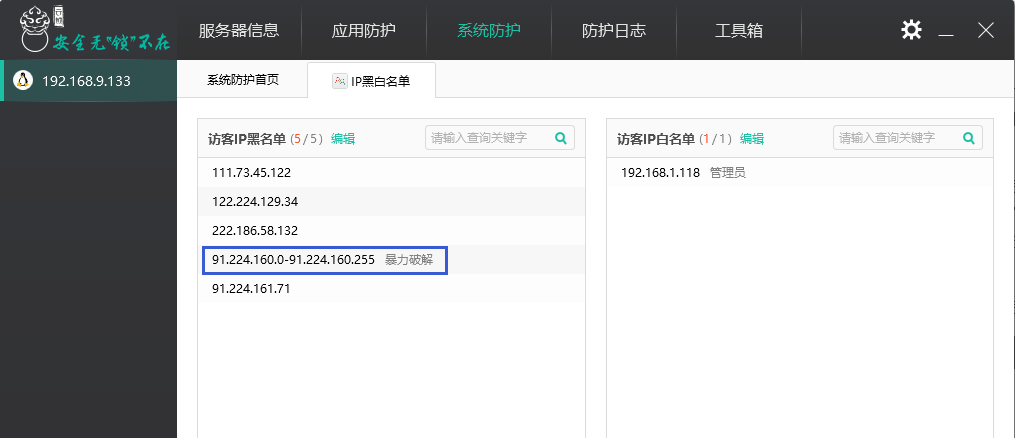 安全无"锁"不在
服务器信息 应用防护 系统防护 防护日志 工具箱
192.168.9.133
系统防护首页 IP黑白名单
访客IP黑名单 (5/5) 编辑 请输入查询关键字
111.73.45.122
122.224.129.34
222.186.58.132
91.224.160.0-91.224.160.255 暴力破解
91.224.161.71
访客IP白名单 (1/1) 编辑 请输入查询关键字
192.168.1.118 管理员